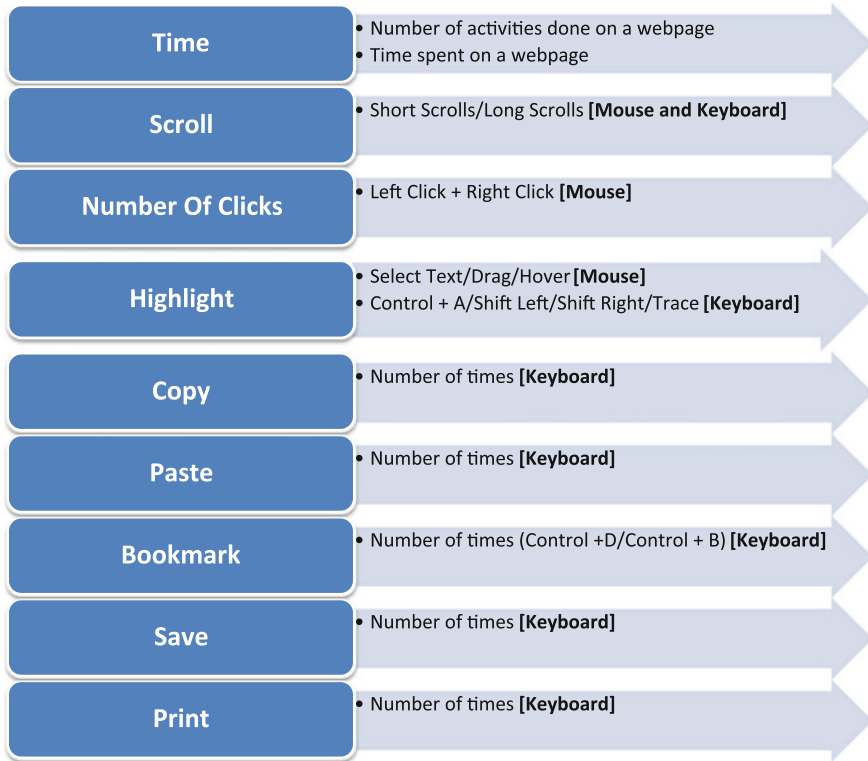 Time
• Number of activities done on a webpage
• Time spent on a webpage
Scroll
• Short Scrolls/Long Scrolls [Mouse and Keyboard]
Number Of Clicks
• Left Click + Right Click [Mouse]
Highlight
• Select Text/Drag/Hover [Mouse]
• Control + A/Shift Left/Shift Right/Trace [Keyboard]
Copy
• Number of times [Keyboard]
Paste
• Number of times [Keyboard]
Bookmark
• Number of times (Control +D/Control + B) [Keyboard]
Save
• Number of times [Keyboard]
Print
• Number of times [Keyboard]